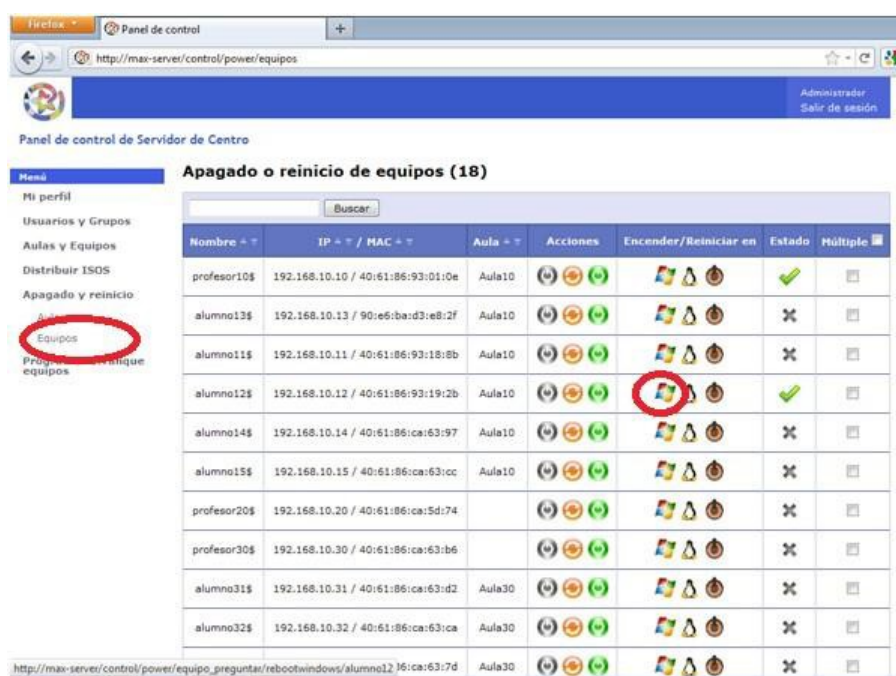 Firefox
Panel de control
http://max-server/control/power/equipos
Administrador
Salir de sesión
Panel de control de Servidor de Centro
Menú
Mi perfil
Usuarios y Grupos
Aulas y Equipos
Distribuir ISOS
Apagado y reinicio
Equipos
equipos
Apagado o reinicio de equipos (18)
Buscar
Nombre IP / MAC Aula Acciones Encender/Reiniciar en Estado Múltiple
profesor10$ 192.168.10.10 / 40:61:86:93:01:0e Aula10
alumno13$ 192.168.10.13 / 90:e6:ba:d3:e8:2f Aula10
alumno11$ 192.168.10.11 / 40:61:86:93:18:8b Aula10
alumno12$ 192.168.10.12 / 40:61:86:93:19:2b Aula10
alumno14$ 192.168.10.14 / 40:61:86:ca:63:97 Aula10
alumno15$ 192.168.10.15 / 40:61:86:ca:63:cc Aula10
profesor20$ 192.168.10.20 / 40:61:86:ca:5d:74
profesor30$ 192.168.10.30 / 40:61:86:ca:63:b6
alumno31$ 192.168.10.31 / 40:61:86:ca:63:d2 Aula30
alumno32$ 192.168.10.32 / 40:61:86:ca:63:ca Aula30
http://max-server/control/power/equipo_preguntar/rebootwindows/alumno12 16:ca:63:7d Aula30